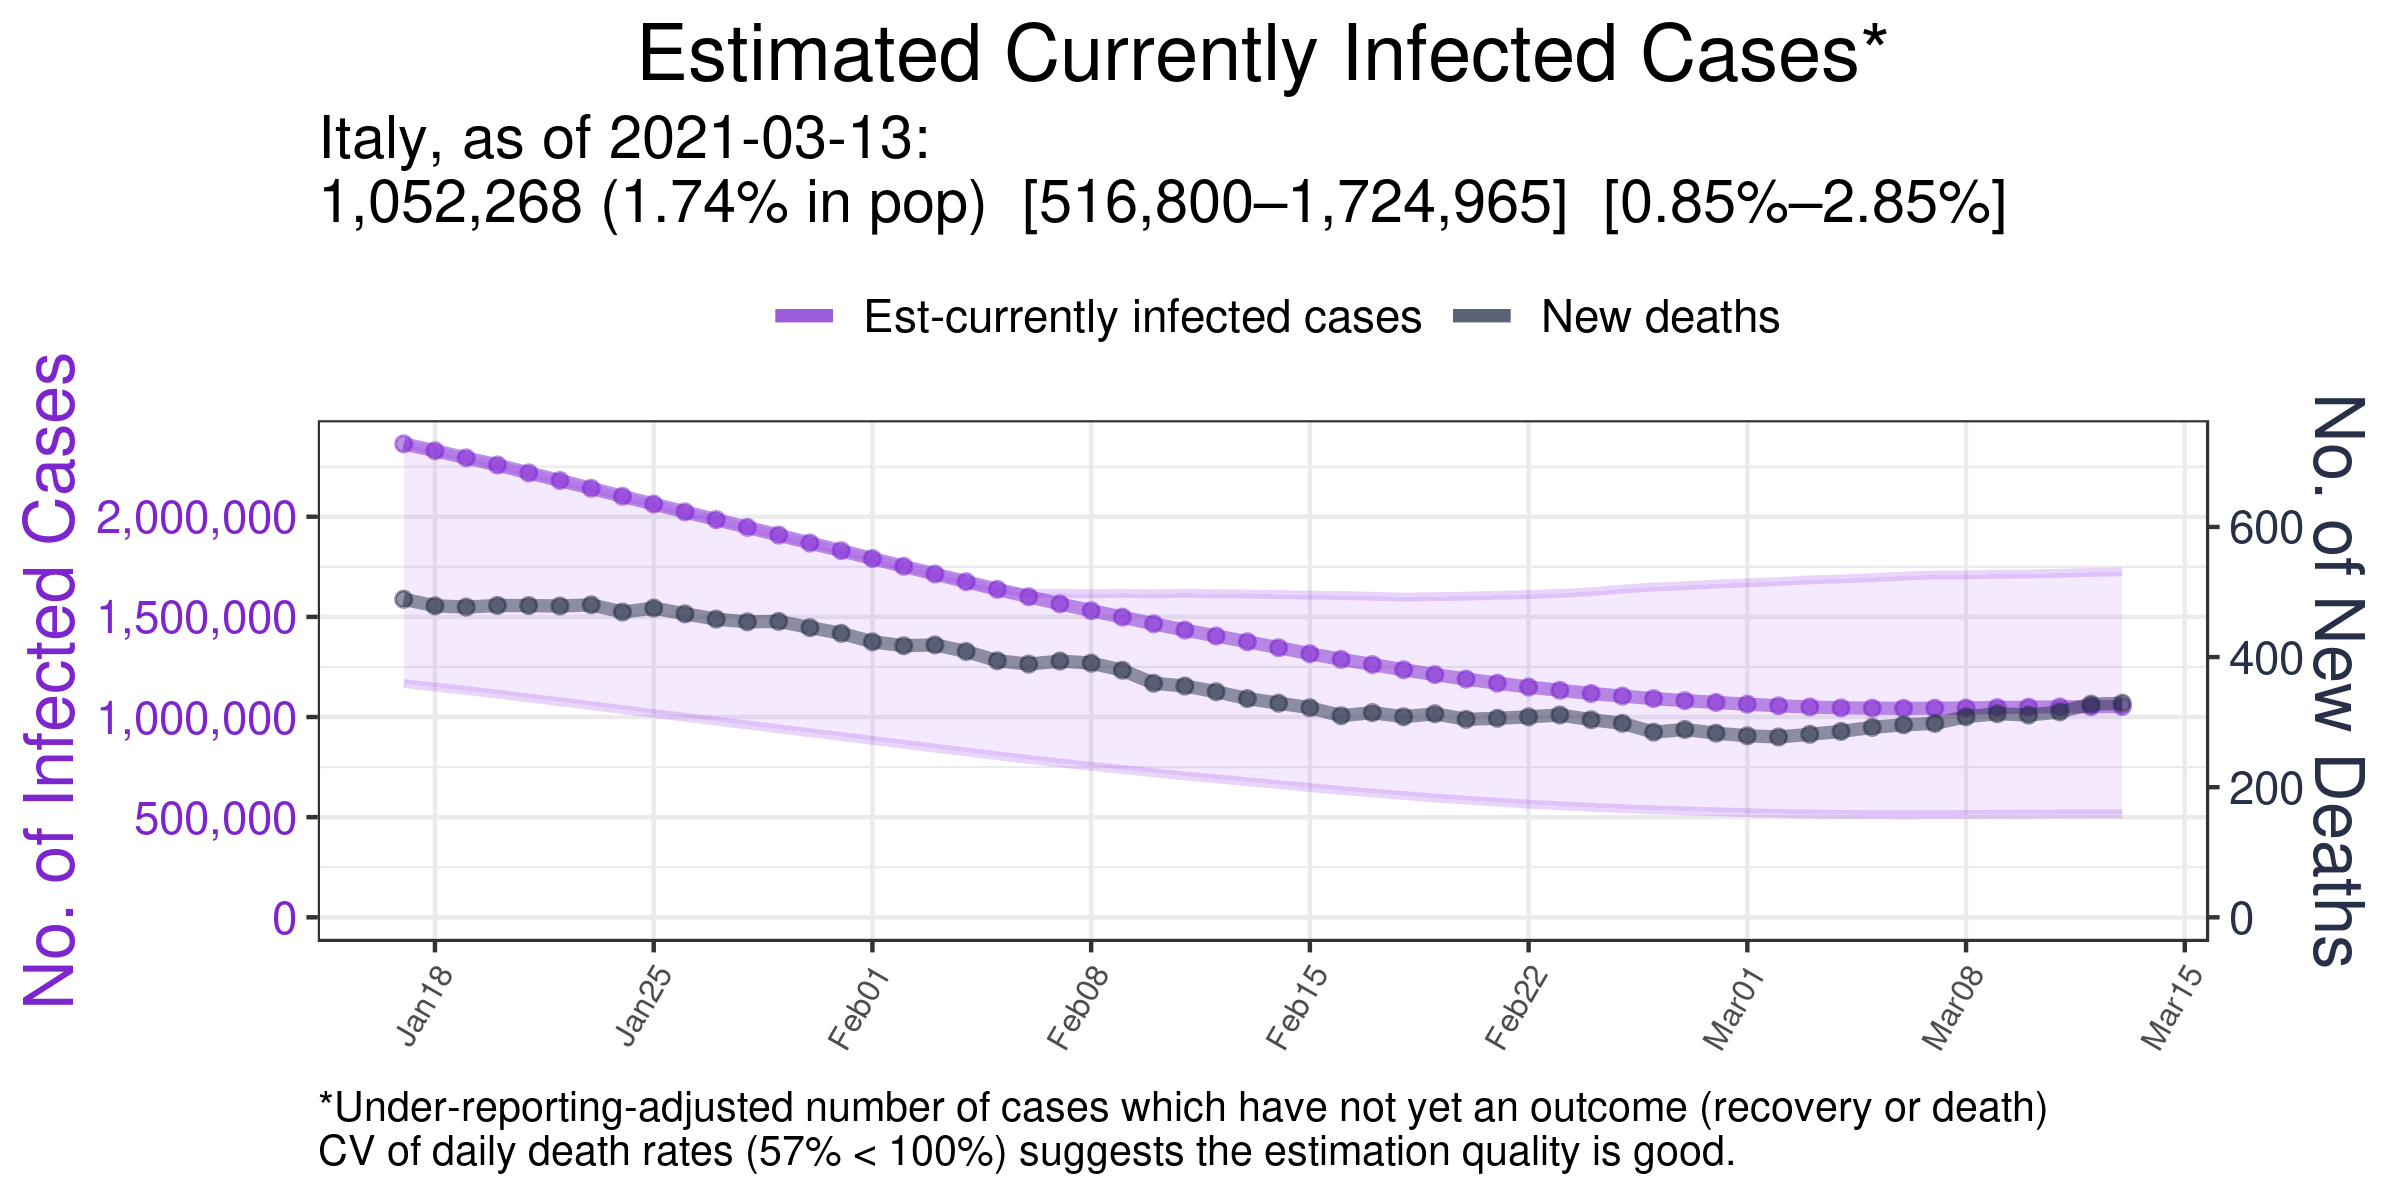 Estimated Currently Infected Cases*
Italy, as of 2021-03-13:
1,052,268 (1.74% in pop)  [516,800–1,724,965]  [0.85%–2.85%]
Est-currently infected cases
New deaths
No. of Infected Cases
2,000,000
1,500,000
1,000,000
500,000
0
600
400
200
0
No. of New Deaths
Jan18
Jan25
Feb01
Feb08
Feb15
Feb22
Mar01
Mar08
Mar15
*Under-reporting-adjusted number of cases which have not yet an outcome (recovery or death)
CV of daily death rates (57% < 100%) suggests the estimation quality is good.